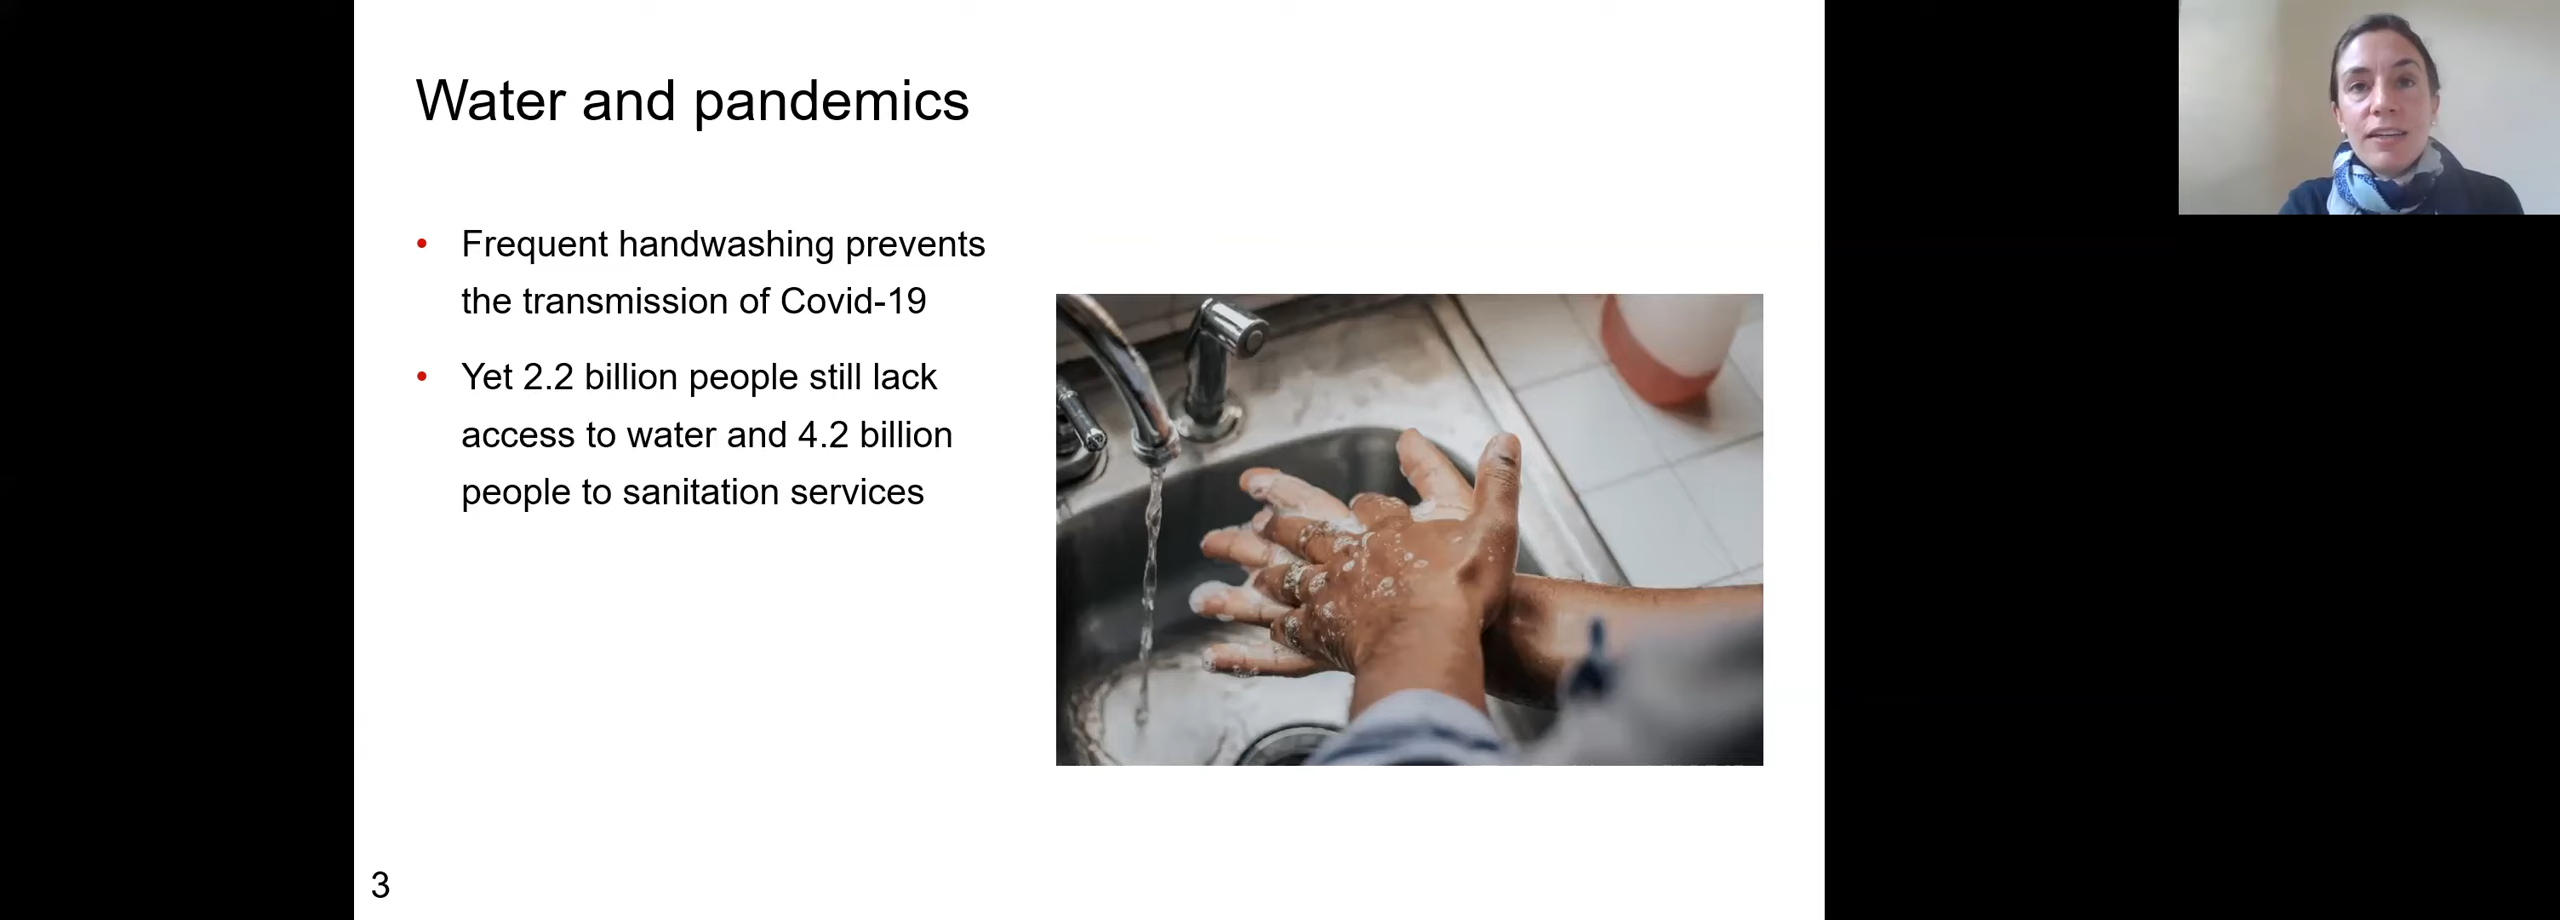 Water and pandemics
• Frequent handwashing prevents
the transmission of Covid-19
• Yet 2.2 billion people still lack
access to water and 4.2 billion
people to sanitation services
3